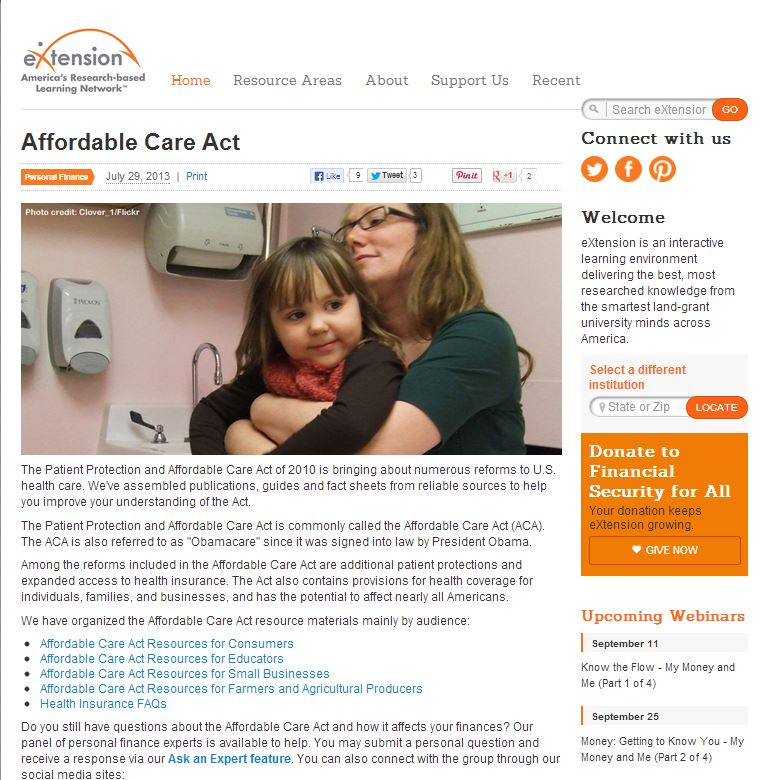 eXtension
America's Research-based
Learning Network™
Home Resource Areas About Support Us Recent
Search eXtension GO
Affordable Care Act
Personal Finance July 29, 2013 | Print
Like 9 Tweet 3 Pin it +1 2
Photo credit: Clover_1/Flickr
PROVON
The Patient Protection and Affordable Care Act of 2010 is bringing about numerous reforms to U.S.
health care. We've assembled publications, guides and fact sheets from reliable sources to help
you improve your understanding of the Act.
The Patient Protection and Affordable Care Act is commonly called the Affordable Care Act (ACA).
The ACA is also referred to as "Obamacare" since it was signed into law by President Obama.
Among the reforms included in the Affordable Care Act are additional patient protections and
expanded access to health insurance. The Act also contains provisions for health coverage for
individuals, families, and businesses, and has the potential to affect nearly all Americans.
We have organized the Affordable Care Act resource materials mainly by audience:
Affordable Care Act Resources for Consumers
Affordable Care Act Resources for Educators
Affordable Care Act Resources for Small Businesses
Affordable Care Act Resources for Farmers and Agricultural Producers
Health Insurance FAQs
Do you still have questions about the Affordable Care Act and how it affects your finances? Our
panel of personal finance experts is available to help. You may submit a personal question and
receive a response via our Ask an Expert feature. You can also connect with the group through our
social media sites:
Connect with us
Welcome
eXtension is an interactive
learning environment
delivering the best, most
researched knowledge from
the smartest land-grant
university minds across
America.
Select a different
institution
State or Zip LOCATE
Donate to
Financial
Security for All
Your donation keeps
eXtension growing.
GIVE NOW
Upcoming Webinars
September 11
Know the Flow - My Money and
Me (Part 1 of 4)
September 25
Money: Getting to Know You - My
Money and Me (Part 2 of 4)